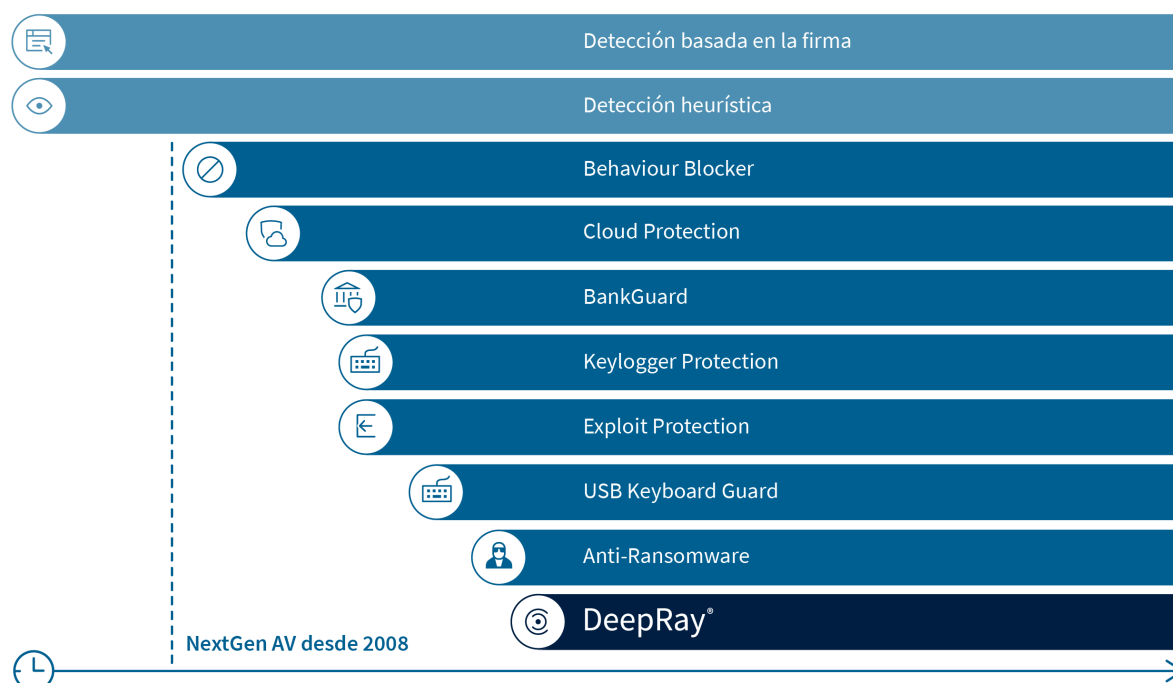 Detección basada en la firma
Detección heurística
Behaviour Blocker
Cloud Protection
BankGuard
Keylogger Protection
Exploit Protection
USB Keyboard Guard
Anti-Ransomware
DeepRay®
NextGen AV desde 2008